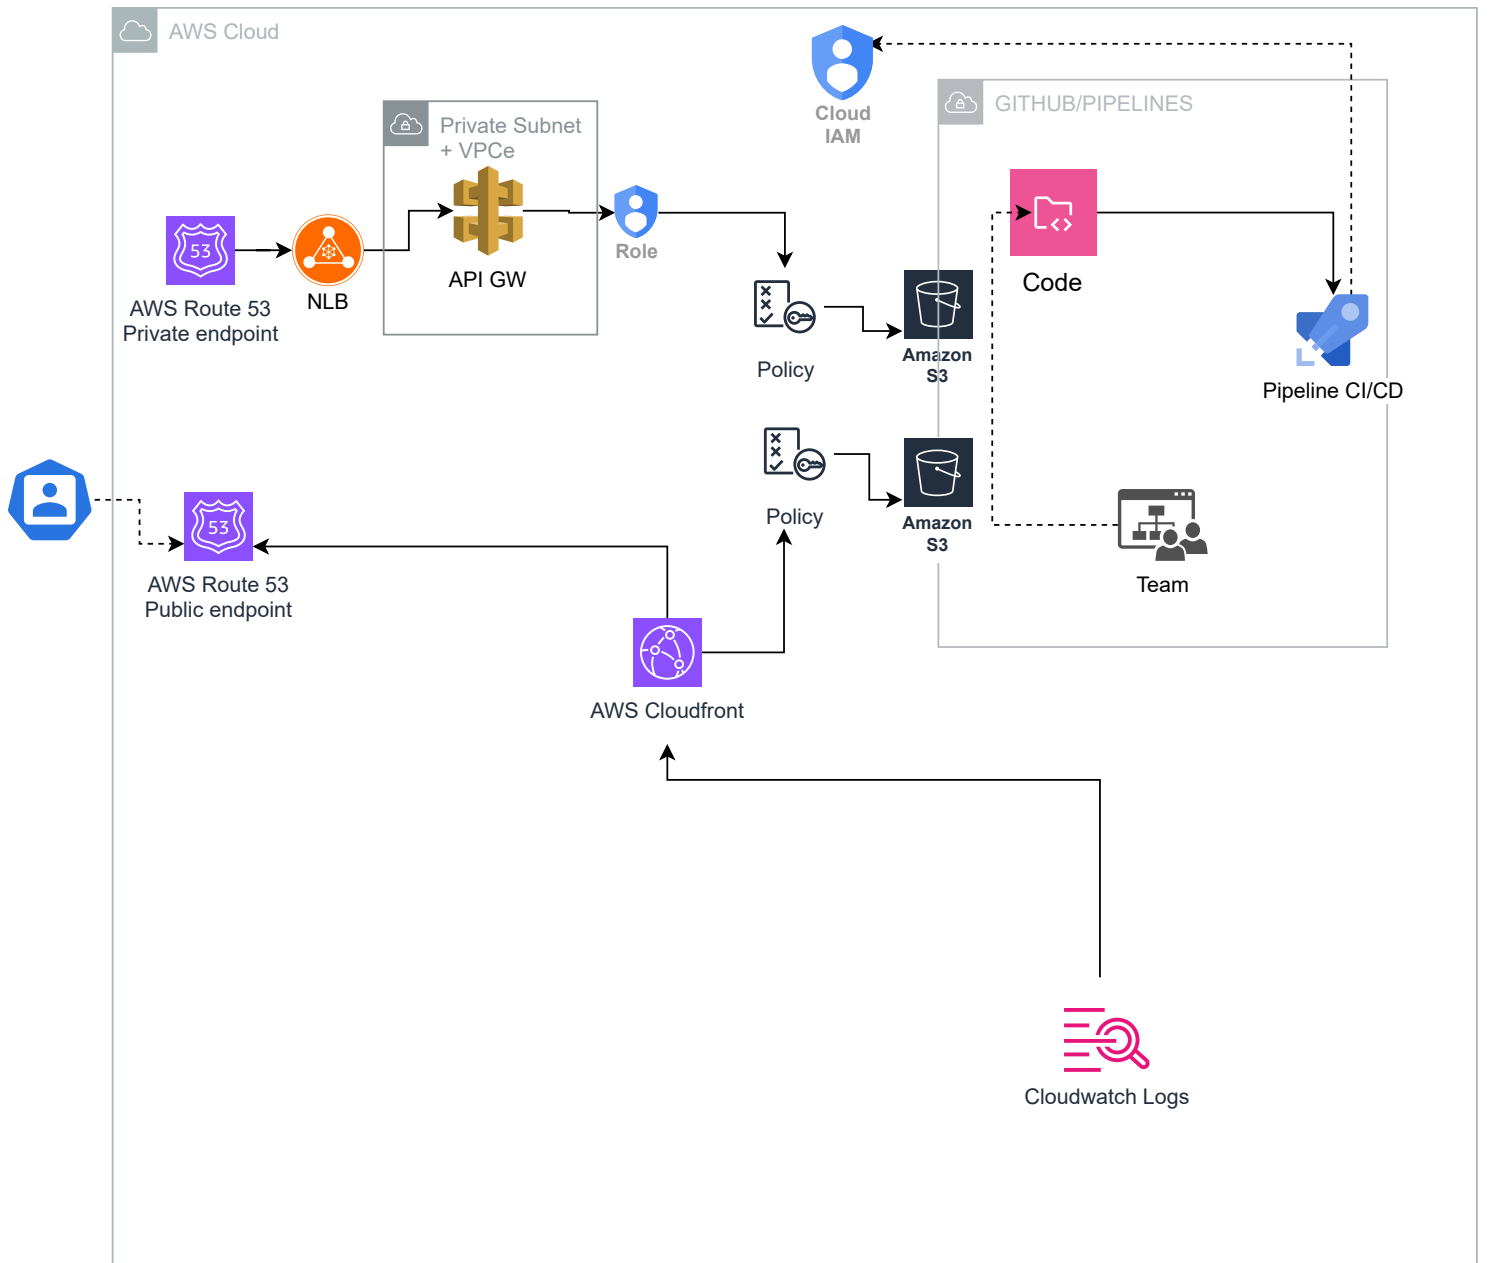 AWS Cloud
Cloud
IAM
GITHUB/PIPELINES
Private Subnet
+ VPCe
53
API GW
Role
NLB
Code
AWS Route 53
Private endpoint
Policy
Amazon
S3
Pipeline CI/CD
Policy
Amazon
S3
53
AWS Route 53
Public endpoint
Team
AWS Cloudfront
Cloudwatch Logs